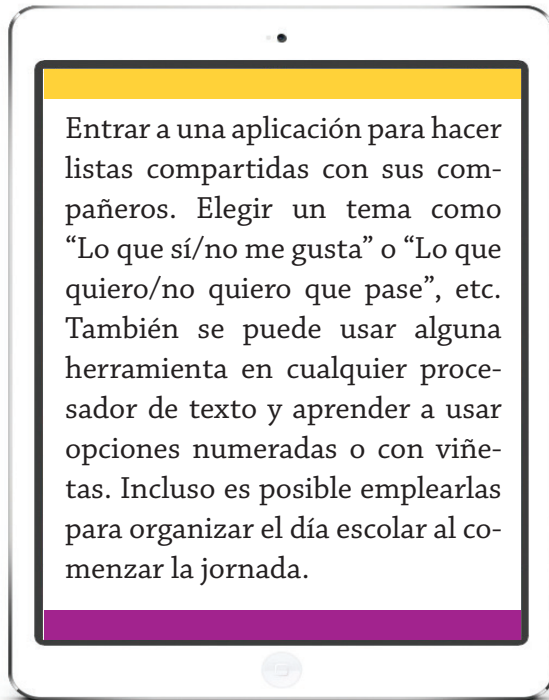 Entrar a una aplicación para hacer
listas compartidas con sus com-
pañeros. Elegir un tema como
“Lo que sí/no me gusta” o “Lo que
quiero/no quiero que pase”, etc.
También se puede usar alguna
herramienta en cualquier proce-
sador de texto y aprender a usar
opciones numeradas o con viñe-
tas. Incluso es posible emplearlas
para organizar el día escolar al co-
menzar la jornada.